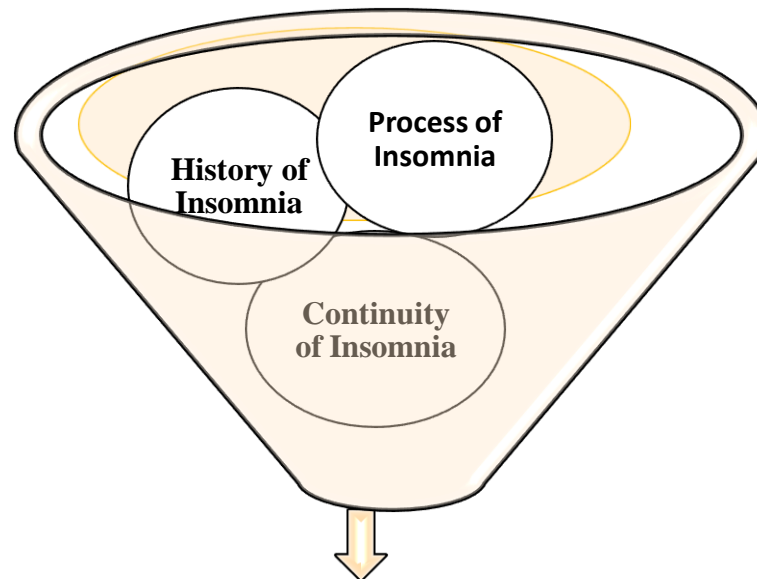 Process of
Insomnia
History of
Insomnia
Continuity
of Insomnia